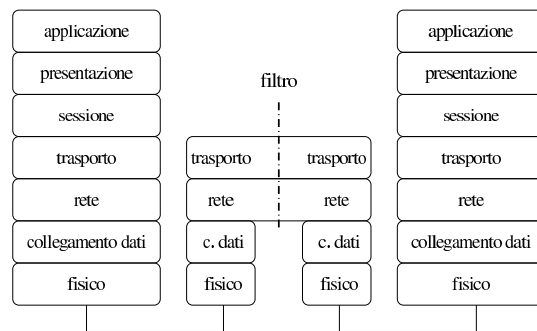 applicazione
presentazione
sessione
trasporto
rete
collegamento dati
fisico
filtro
trasporto trasporto
rete rete
c. dati c. dati
fisico fisico
applicazione
presentazione
sessione
trasporto
rete
collegamento dati
fisico